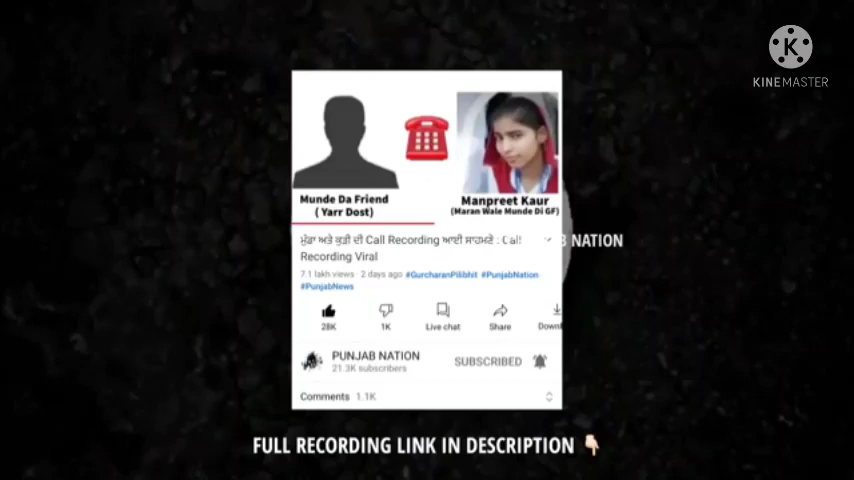 KINEMASTER
Munde Da Friend
( Yarr Dost)
Manpreet Kaur
(Maran Wale Munde Di GF)
ਮੁੰਡਾ ਅਤੇ ਕੁੜੀ ਦੀ Call Recording ਆਈ ਸਾਹਮਣੇ : Call
Recording Viral
NATION
7.1 lakh views · 2 days ago #GurcharanPilibhit #PunjabNation
#PunjabNews
28K
1K
Live chat
Share
Downl
PUNJAB NATION
21.3K subscribers
SUBSCRIBED
Comments 1.1K
FULL RECORDING LINK IN DESCRIPTION 👇🏻